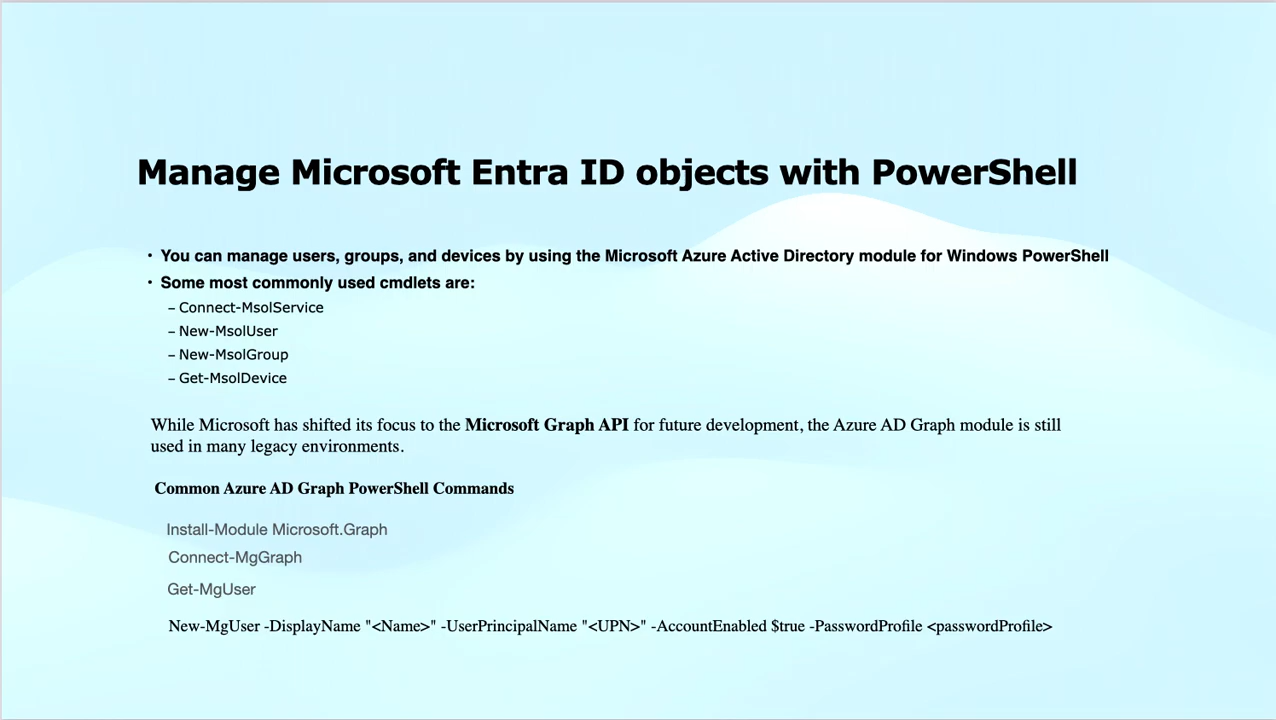 Manage Microsoft Entra ID objects with PowerShell
• You can manage users, groups, and devices by using the Microsoft Azure Active Directory module for Windows PowerShell
• Some most commonly used cmdlets are:
– Connect-MsolService
– New-MsolUser
– New-MsolGroup
– Get-MsolDevice
While Microsoft has shifted its focus to the Microsoft Graph API for future development, the Azure AD Graph module is still
used in many legacy environments.
Common Azure AD Graph PowerShell Commands
Install-Module Microsoft.Graph
Connect-MgGraph
Get-MgUser
New-MgUser -DisplayName "<Name>" -UserPrincipalName "<UPN>" -AccountEnabled $true -PasswordProfile <passwordProfile>